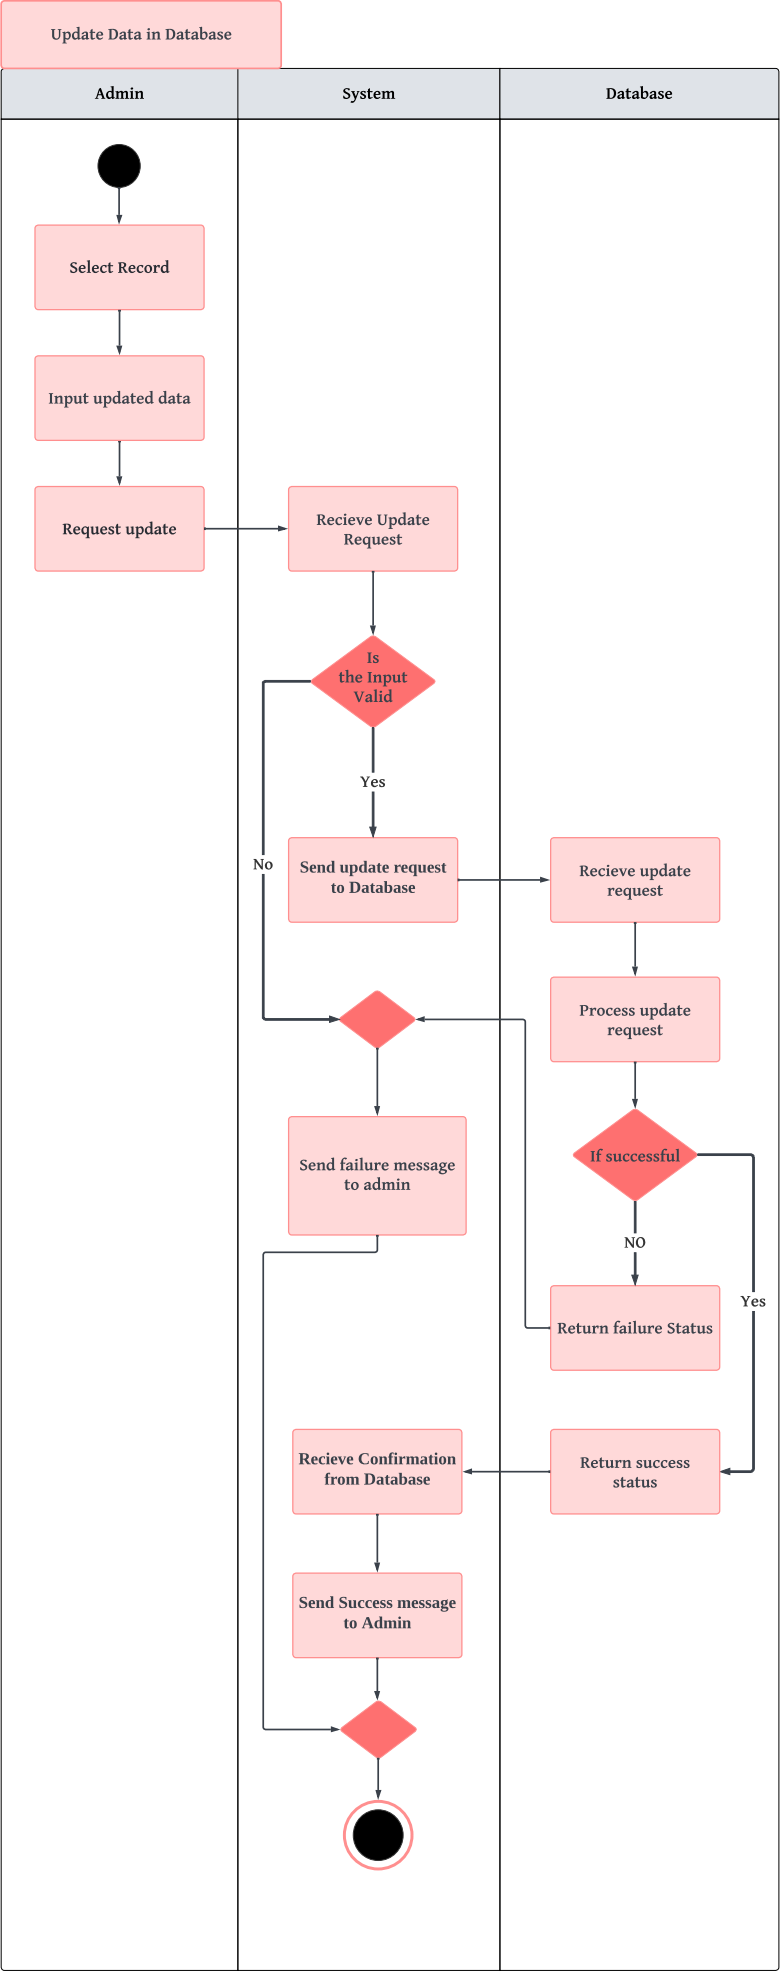 Update Data in Database
Admin
System
Database
Select Record
Input updated data
Request update
Recieve Update
Request
Is
the Input
Valid
Yes
No
Send update request
to Database
Recieve update
request
Process update
request
If successful
NO
Yes
Send failure message
to admin
Return failure Status
Recieve Confirmation
from Database
Return success
status
Send Success message
to Admin